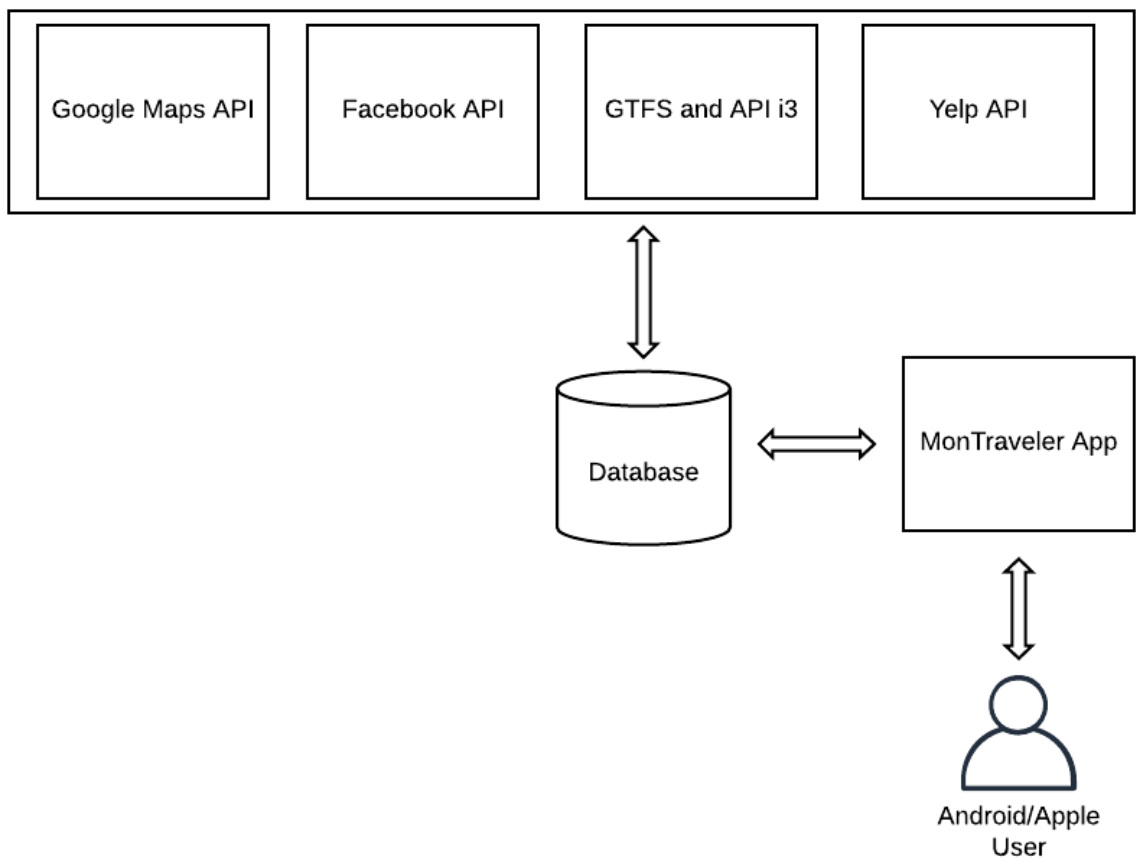 Google Maps API
Facebook API
GTFS and API i3
Yelp API
Database
MonTraveler App
Android/Apple
User